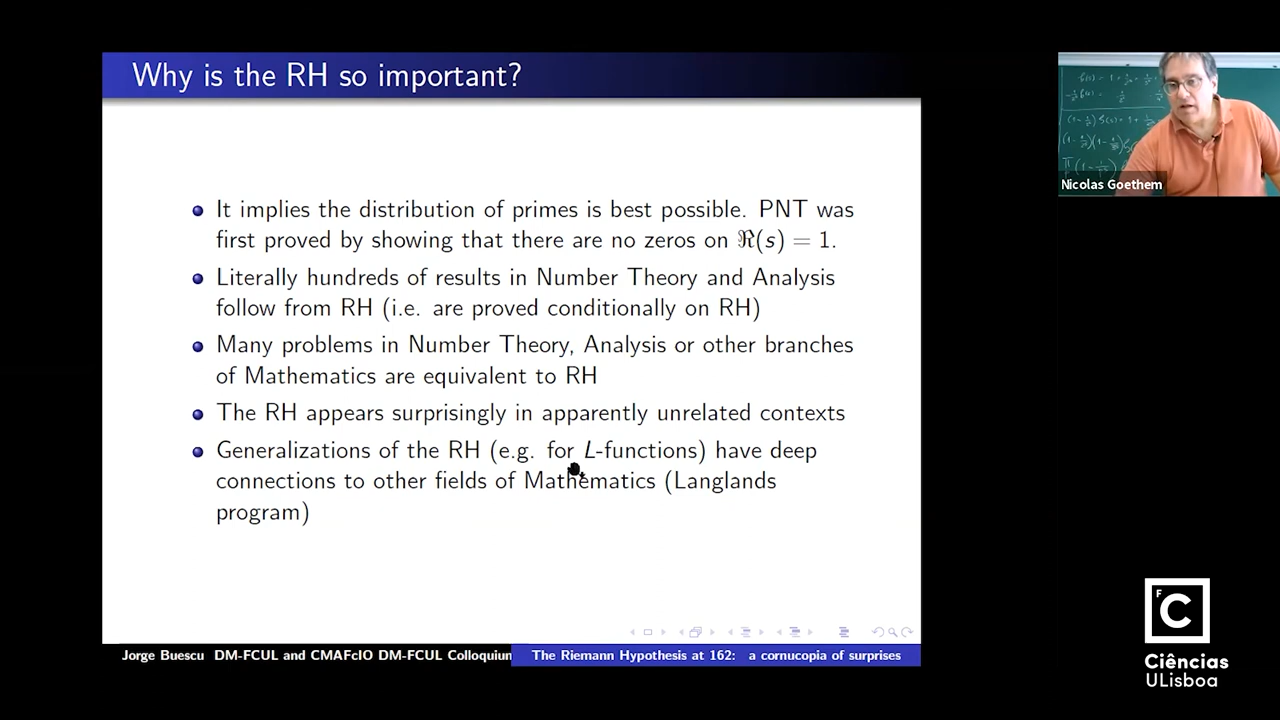 Why is the RH so important?
It implies the distribution of primes is best possible. PNT was
first proved by showing that there are no zeros on ℜ(s) = 1.
Literally hundreds of results in Number Theory and Analysis
follow from RH (i.e. are proved conditionally on RH)
Many problems in Number Theory, Analysis or other branches
of Mathematics are equivalent to RH
The RH appears surprisingly in apparently unrelated contexts
Generalizations of the RH (e.g. for L-functions) have deep
connections to other fields of Mathematics (Langlands
program)
Jorge Buescu DM-FCUL and CMAFcIO DM-FCUL Colloquium
The Riemann Hypothesis at 162: a cornucopia of surprises
Nicolas Goethem
F
C
Ciências
ULisboa